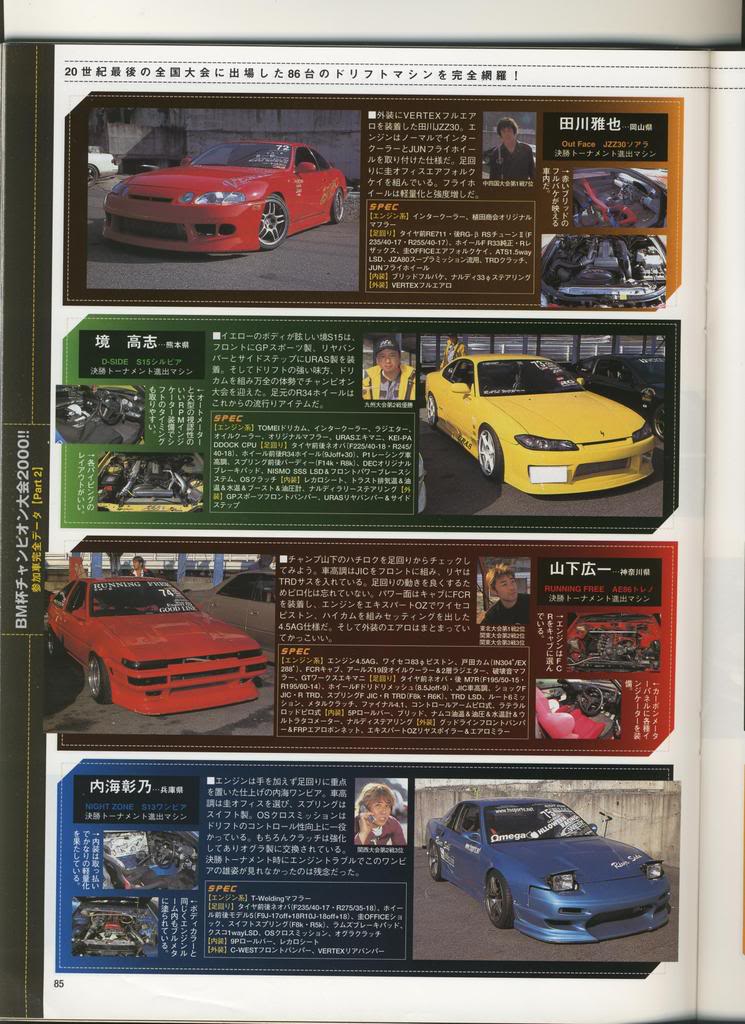 20世紀最後の全国大会に出場した86台のドリフトマシンを完全網羅！
BM杯チャンピオン大会2000!!
参加車完全データ【Part 2】
72
■外装にVERTEXフルエア
ロを装着した田川JZZ30。エ
ンジンはノーマルでインタ
ークーラーとJUNフライホイ
ールを取り付けた仕様だ。足回
りに圭オフィスエアフォルク
ケイを組んでいる。フライホ
イールは軽量化と強度増しだ。
中四国大会第1戦7位
田川雅也…岡山県
Out Face JZZ30ソアラ
決勝トーナメント進出マシン
→赤いブリッドの
フルバケが映える
車内だ。
SPEC
【エンジン系】インタークーラー、植田商会オリジナル
マフラー
【足回り】タイヤ前RE711・後RG-β RSチューンⅡ(F
235/40-17・R255/40-17)、ホイールF R33純正・Rレ
ザックス、圭OFFICEエアフォルクケイ、ATS1.5way
LSD、JZA80スープラミッション流用、TRDクラッチ、
JUNフライホイール
【内装】ブリッドフルバケ、ナルディ33φステアリング
【外装】VERTEXフルエアロ
境 高志…熊本県
D-SIDE S15シルビア
決勝トーナメント進出マシン
←オートメーター
と大型の視認性の
いいRPMインジ
ケーター装備でシ
フトのタイミング
も取りやすい。
←各パイピングの
レイアウトがいい。
■イエローのボディが眩しい境S15は、
フロントにGPスポーツ製、リヤバン
パーとサイドステップにURAS製を装
着。そしてドリフトの強い味方、ドリ
カムを組み万全の体勢でチャンピオン
大会を迎えた。足元のR34ホイールは
これからの流行りアイテムだ。
九州大会第2戦優勝
SPEC
【エンジン系】TOMEIドリカム、インタークーラー、ラジエター、
オイルクーラー、オリジナルマフラー、URASエキマニ、KEI-PA
DDOCK CPU【足回り】タイヤ前後ネオバ(F225/40-18・R245/
40-18)、ホイール前後R34ホイール(9Joff+30)、P1レーシング車
高調、スプリング前後バーディー(F14k・R8k)、DECオリジナル
ブレーキパッド、NISMO SSS LSD＆フロントパワーブレースシ
ステム、OSクラッチ【内装】レカロシート、トラスト排気温＆油
温＆水温＆ブースト＆油圧計、ナルディラリーステアリング【外
装】GPスポーツフロントバンパー、URASリヤバンパー＆サイド
ステップ
URAS
RUNNING FREE
74
GOOD LINE
■チャンプ山下のハチロクを足回りからチェックし
てみよう。車高調はJICをフロントに組み、リヤは
TRDサスを入れている。足回りの動きを良くするた
めピロ化は忘れていない。パワー面はキャブにFCR
を装着し、エンジンをエキスパートOZでワイセコ
ピストン、ハイカムを組みセッティングを出した
4.5AG仕様だ。そして外装のエアロはまとまってい
てかっこいい。
東北大会第1戦2位
関東大会第2戦2位
関東大会第3戦3位
山下広一…神奈川県
RUNNING FREE AE86トレノ
決勝トーナメント進出マシン
→エンジンはFC
Rをキャブに選ん
でいる。
→カーボンメータ
ーパネルに各種イ
ンジケーターを装
備。
SPEC
【エンジン系】エンジン4.5AG、ワイセコ83φピストン、戸田カム(IN304°/EX
288°)、FCRキャブ、アールズ19段オイルクーラー＆2層ラジエター、破壊音マフ
ラー、GTワークスエキマニ【足回り】タイヤ前ネオバ・後 M7R(F195/50-15・
R195/60-14)、ホイールFドリドリメッシュ(8.5Joff-9)、JIC車高調、ショックF
JIC・R TRD、スプリングF JIC・R TRD(F8k・R6K)、TRD LSD、ルート6ミッシ
ョン、メタルクラッチ、ファイナル4.1、コントロールアームピロ式、ラテラル
ロッドピロ式【内装】5Pロールバー、ブリッド、ナムコ油温＆油圧＆水温計＆ウ
ルトラタコメーター、ナルディステアリング【外装】グッドラインフロントバンパ
ー＆FRPエアロボンネット、エキスパートOZリヤスポイラー＆エアロミラー
内海彰乃…兵庫県
NIGHT ZONE S13ワンビア
決勝トーナメント進出マシン
←内装は取っ払い
でかなりの軽量化
を果たしている。
←ボディカラーと
同じくエンジンル
ーム内もブルメタ
に塗られている。
■エンジンは手を加えず足回りに重点
を置いた仕上げの内海ワンビア。車高
調は圭オフィスを選び、スプリングは
スイフト製。OSクロスミッションは
ドリフトのコントロール性向上に一役
かっている。もちろんクラッチは強化
してありオグラ製に交換されている。
決勝トーナメント時にエンジントラブルでこのワンビ
アの雄姿が見れなかったのは残念だった。
関西大会第2戦3位
SPEC
【エンジン系】T-Weldingマフラー
【足回り】タイヤ前後ネオバ(F235/40-17・R275/35-18)、ホイ
ール前後モデル5(F9J-17off+18R10J-18off+18)、圭OFFICEショ
ック、スイフトスプリング(F8k・R5k)、ラムズブレーキパッド、
クスコ1wayLSD、OSクロスミッション、オグラクラッチ
【内装】9Pロールバー、レカロシート
【外装】C-WESTフロントバンパー、VERTEXリアバンパー
Omega
River Side
85